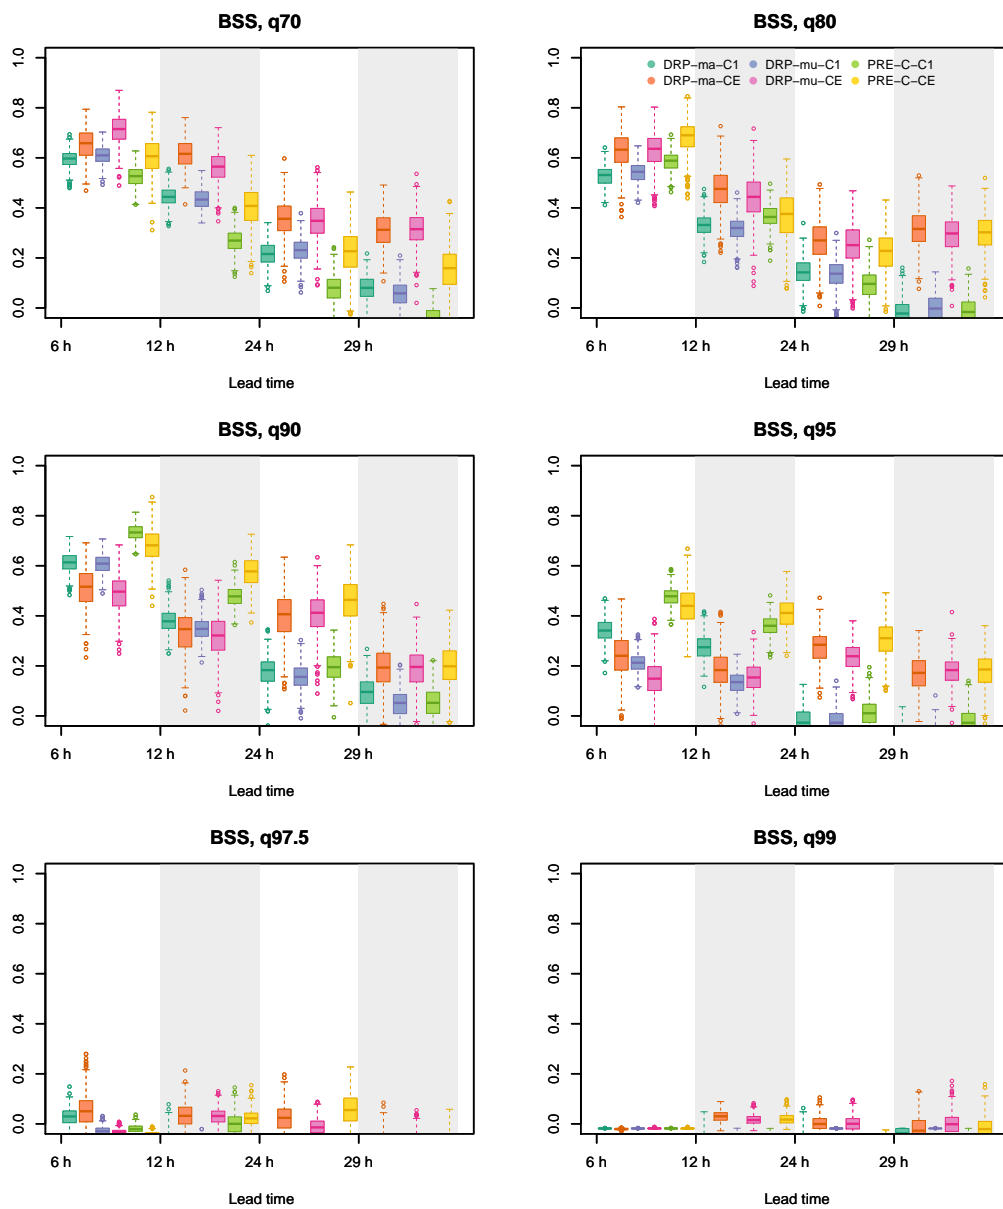 BSS, q70
1.0
0.8
0.6
0.4
0.2
0.0
6 h
12 h
24 h
29 h
Lead time
BSS, q80
DRP−ma−C1
DRP−mu−C1
PRE−C−C1
DRP−ma−CE
DRP−mu−CE
PRE−C−CE
1.0
0.8
0.6
0.4
0.2
0.0
6 h
12 h
24 h
29 h
Lead time
BSS, q90
1.0
0.8
0.6
0.4
0.2
0.0
6 h
12 h
24 h
29 h
Lead time
BSS, q95
1.0
0.8
0.6
0.4
0.2
0.0
6 h
12 h
24 h
29 h
Lead time
BSS, q97.5
1.0
0.8
0.6
0.4
0.2
0.0
6 h
12 h
24 h
29 h
Lead time
BSS, q99
1.0
0.8
0.6
0.4
0.2
0.0
6 h
12 h
24 h
29 h
Lead time